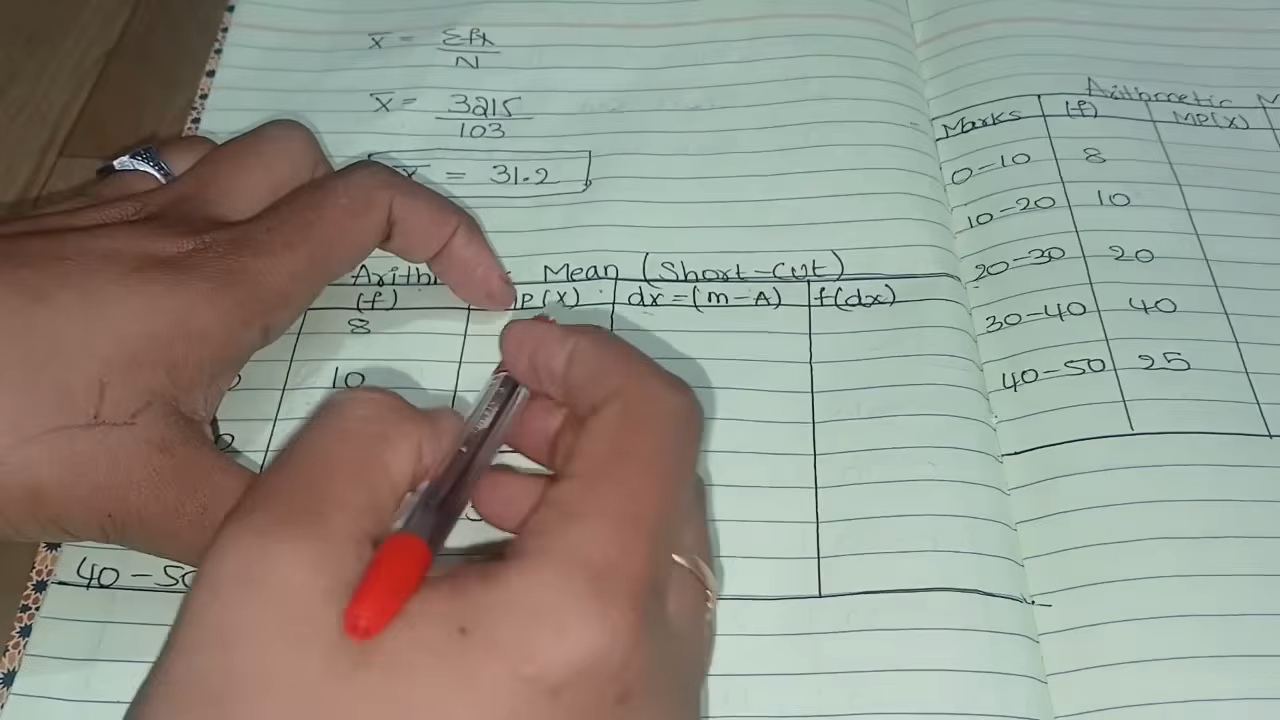 x̄ = Σfx
N
x̄ = 3215
103
= 31.2
Mean (Short-Cut)
(f) P(X) dx=(m-A) f(dx)
8
10
40-50
Arithmetic
Marks (f) MP(X)
0-10 8
10-20 10
20-30 20
30-40 40
40-50 25